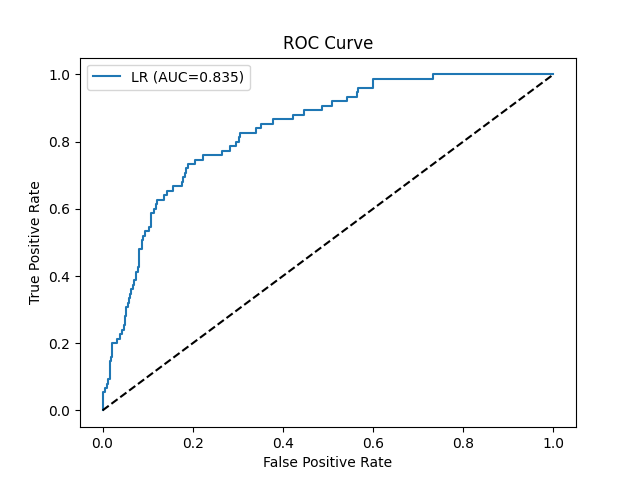 ROC Curve
LR (AUC=0.835)
1.0
0.8
0.6
0.4
0.2
0.0
True Positive Rate
0.0 0.2 0.4 0.6 0.8 1.0
False Positive Rate